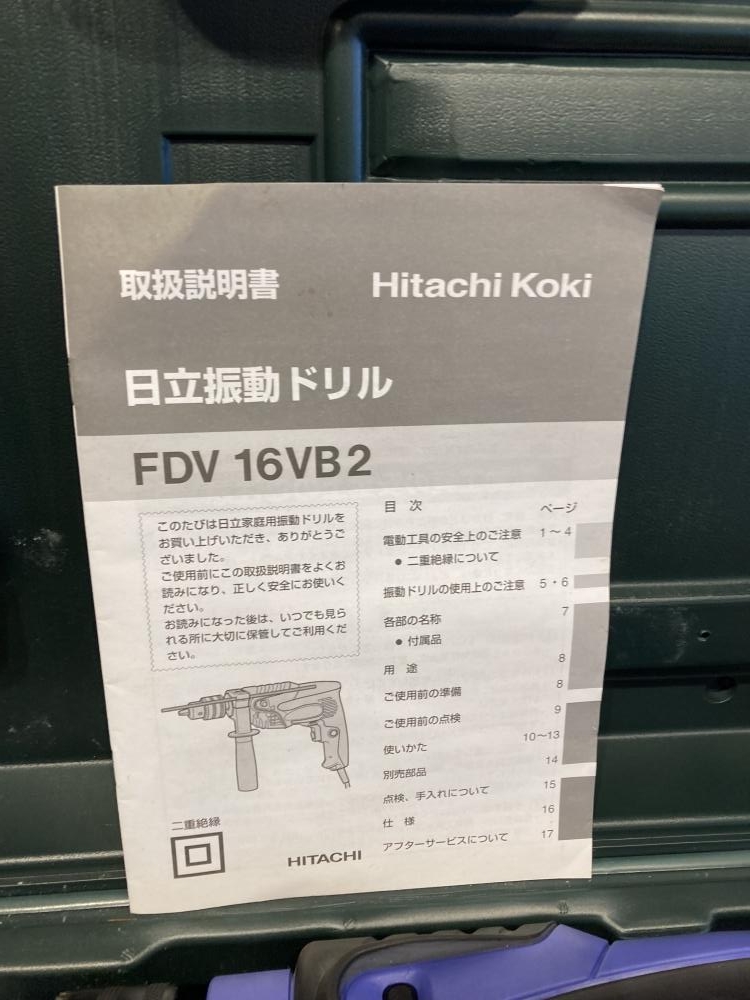 取扱説明書 Hitachi Koki
日立振動ドリル
FDV 16VB2
このたびは日立家庭用振動ドリルを
お買い上げいただき、ありがとうご
ざいました。
ご使用前にこの取扱説明書をよくお
読みになり、正しく安全にお使いく
ださい。
お読みになった後は、いつでも見ら
れる所に大切に保管してご利用くだ
さい。
二重絶縁
HITACHI
目 次 ページ
電動工具の安全上のご注意 1～4
● 二重絶縁について
振動ドリルの使用上のご注意 5・6
各部の名称 7
● 付属品
用 途 8
ご使用前の準備 8
ご使用前の点検 9
使いかた 10～13
別売部品 14
点検、手入れについて 15
仕 様 16
アフターサービスについて 17